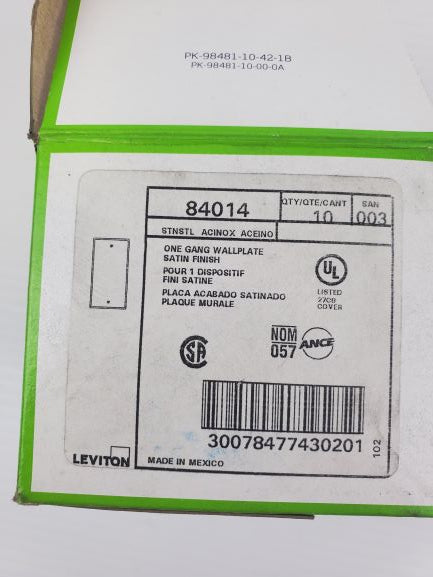 PK-98481-10-42-1B
PK-98481-10-00-0A
84014
QTY/QTE/CANT
10
SAN
003
STNSTL ACINOX ACEINO
ONE GANG WALLPLATE
SATIN FINISH
POUR 1 DISPOSITIF
FINI SATINE
PLACA ACABADO SATINADO
PLAQUE MURALE
UL
LISTED
27C9
COVER
SA
NOM
057
ANCE
30078477430201
102
LEVITON
MADE IN MEXICO